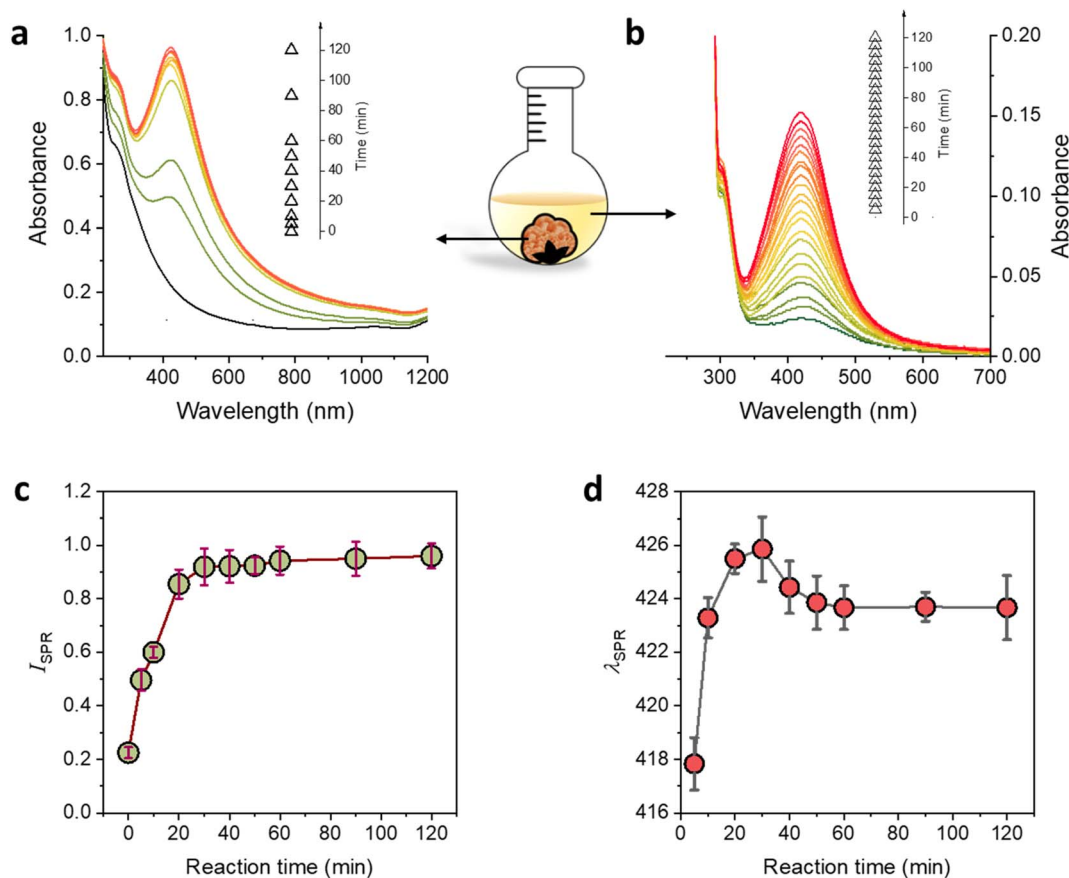 a
Absorbance
1.0
0.8
0.6
0.4
0.2
0.0
400 600 800 1000 1200
Wavelength (nm)
120
100
80
60
40
20
0
Time (min)
b
120
100
80
60
40
20
0
Time (min)
0.20
0.15
0.10
0.05
0.00
Absorbance
300 400 500 600 700
Wavelength (nm)
c
I_SPR
1.2
1.0
0.8
0.6
0.4
0.2
0.0
0 20 40 60 80 100 120
Reaction time (min)
d
λ_SPR
428
426
424
422
420
418
416
0 20 40 60 80 100 120
Reaction time (min)